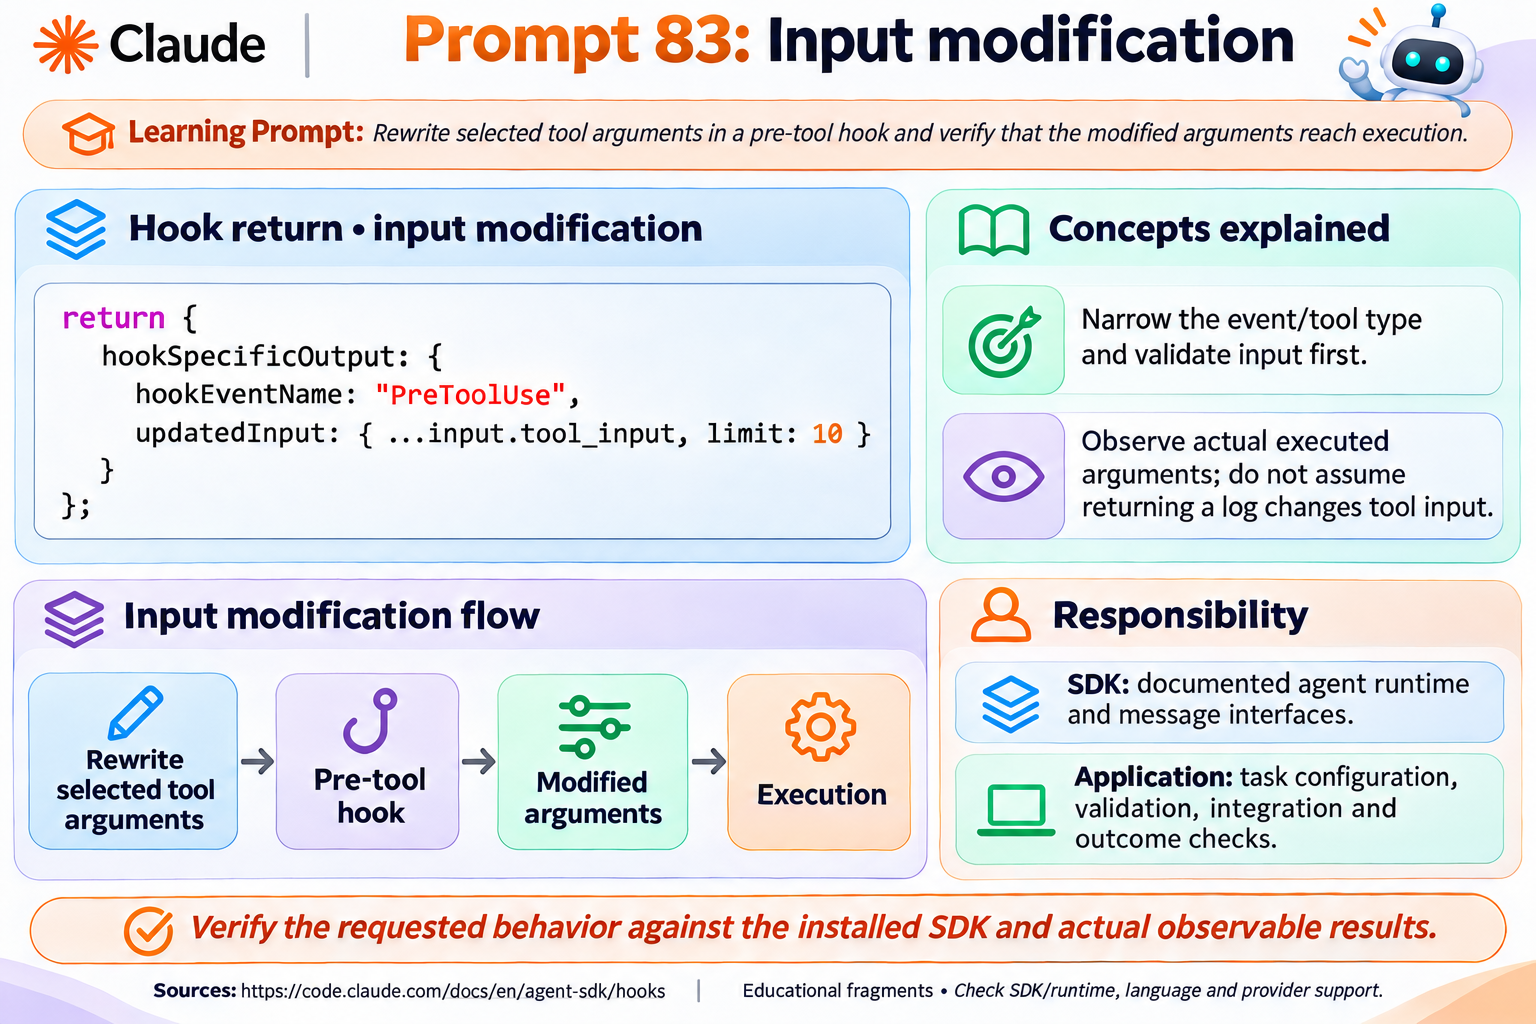 Claude
Prompt 83: Input modification
Learning Prompt: Rewrite selected tool arguments in a pre-tool hook and verify that the modified arguments reach execution.
Hook return • input modification
return {
hookSpecificOutput: {
hookEventName: "PreToolUse",
updatedInput: { ...input.tool_input, limit: 10 }
}
};
Concepts explained
Narrow the event/tool type
and validate input first.
Observe actual executed
arguments; do not assume
returning a log changes tool input.
Input modification flow
Rewrite
selected tool
arguments
Pre-tool
hook
Modified
arguments
Execution
Responsibility
SDK: documented agent runtime
and message interfaces.
Application: task configuration,
validation, integration and
outcome checks.
Verify the requested behavior against the installed SDK and actual observable results.
Sources: https://code.claude.com/docs/en/agent-sdk/hooks
Educational fragments • Check SDK/runtime, language and provider support.